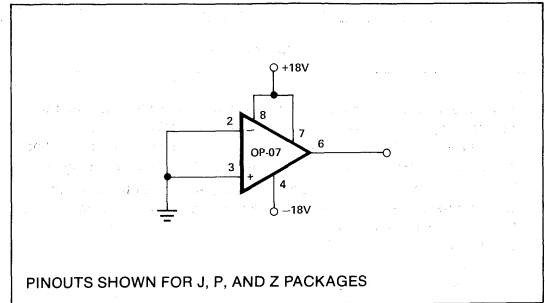 +18V
8
2
−
7
OP-07
6
3
+
4
−18V
PINOUTS SHOWN FOR J, P, AND Z PACKAGES